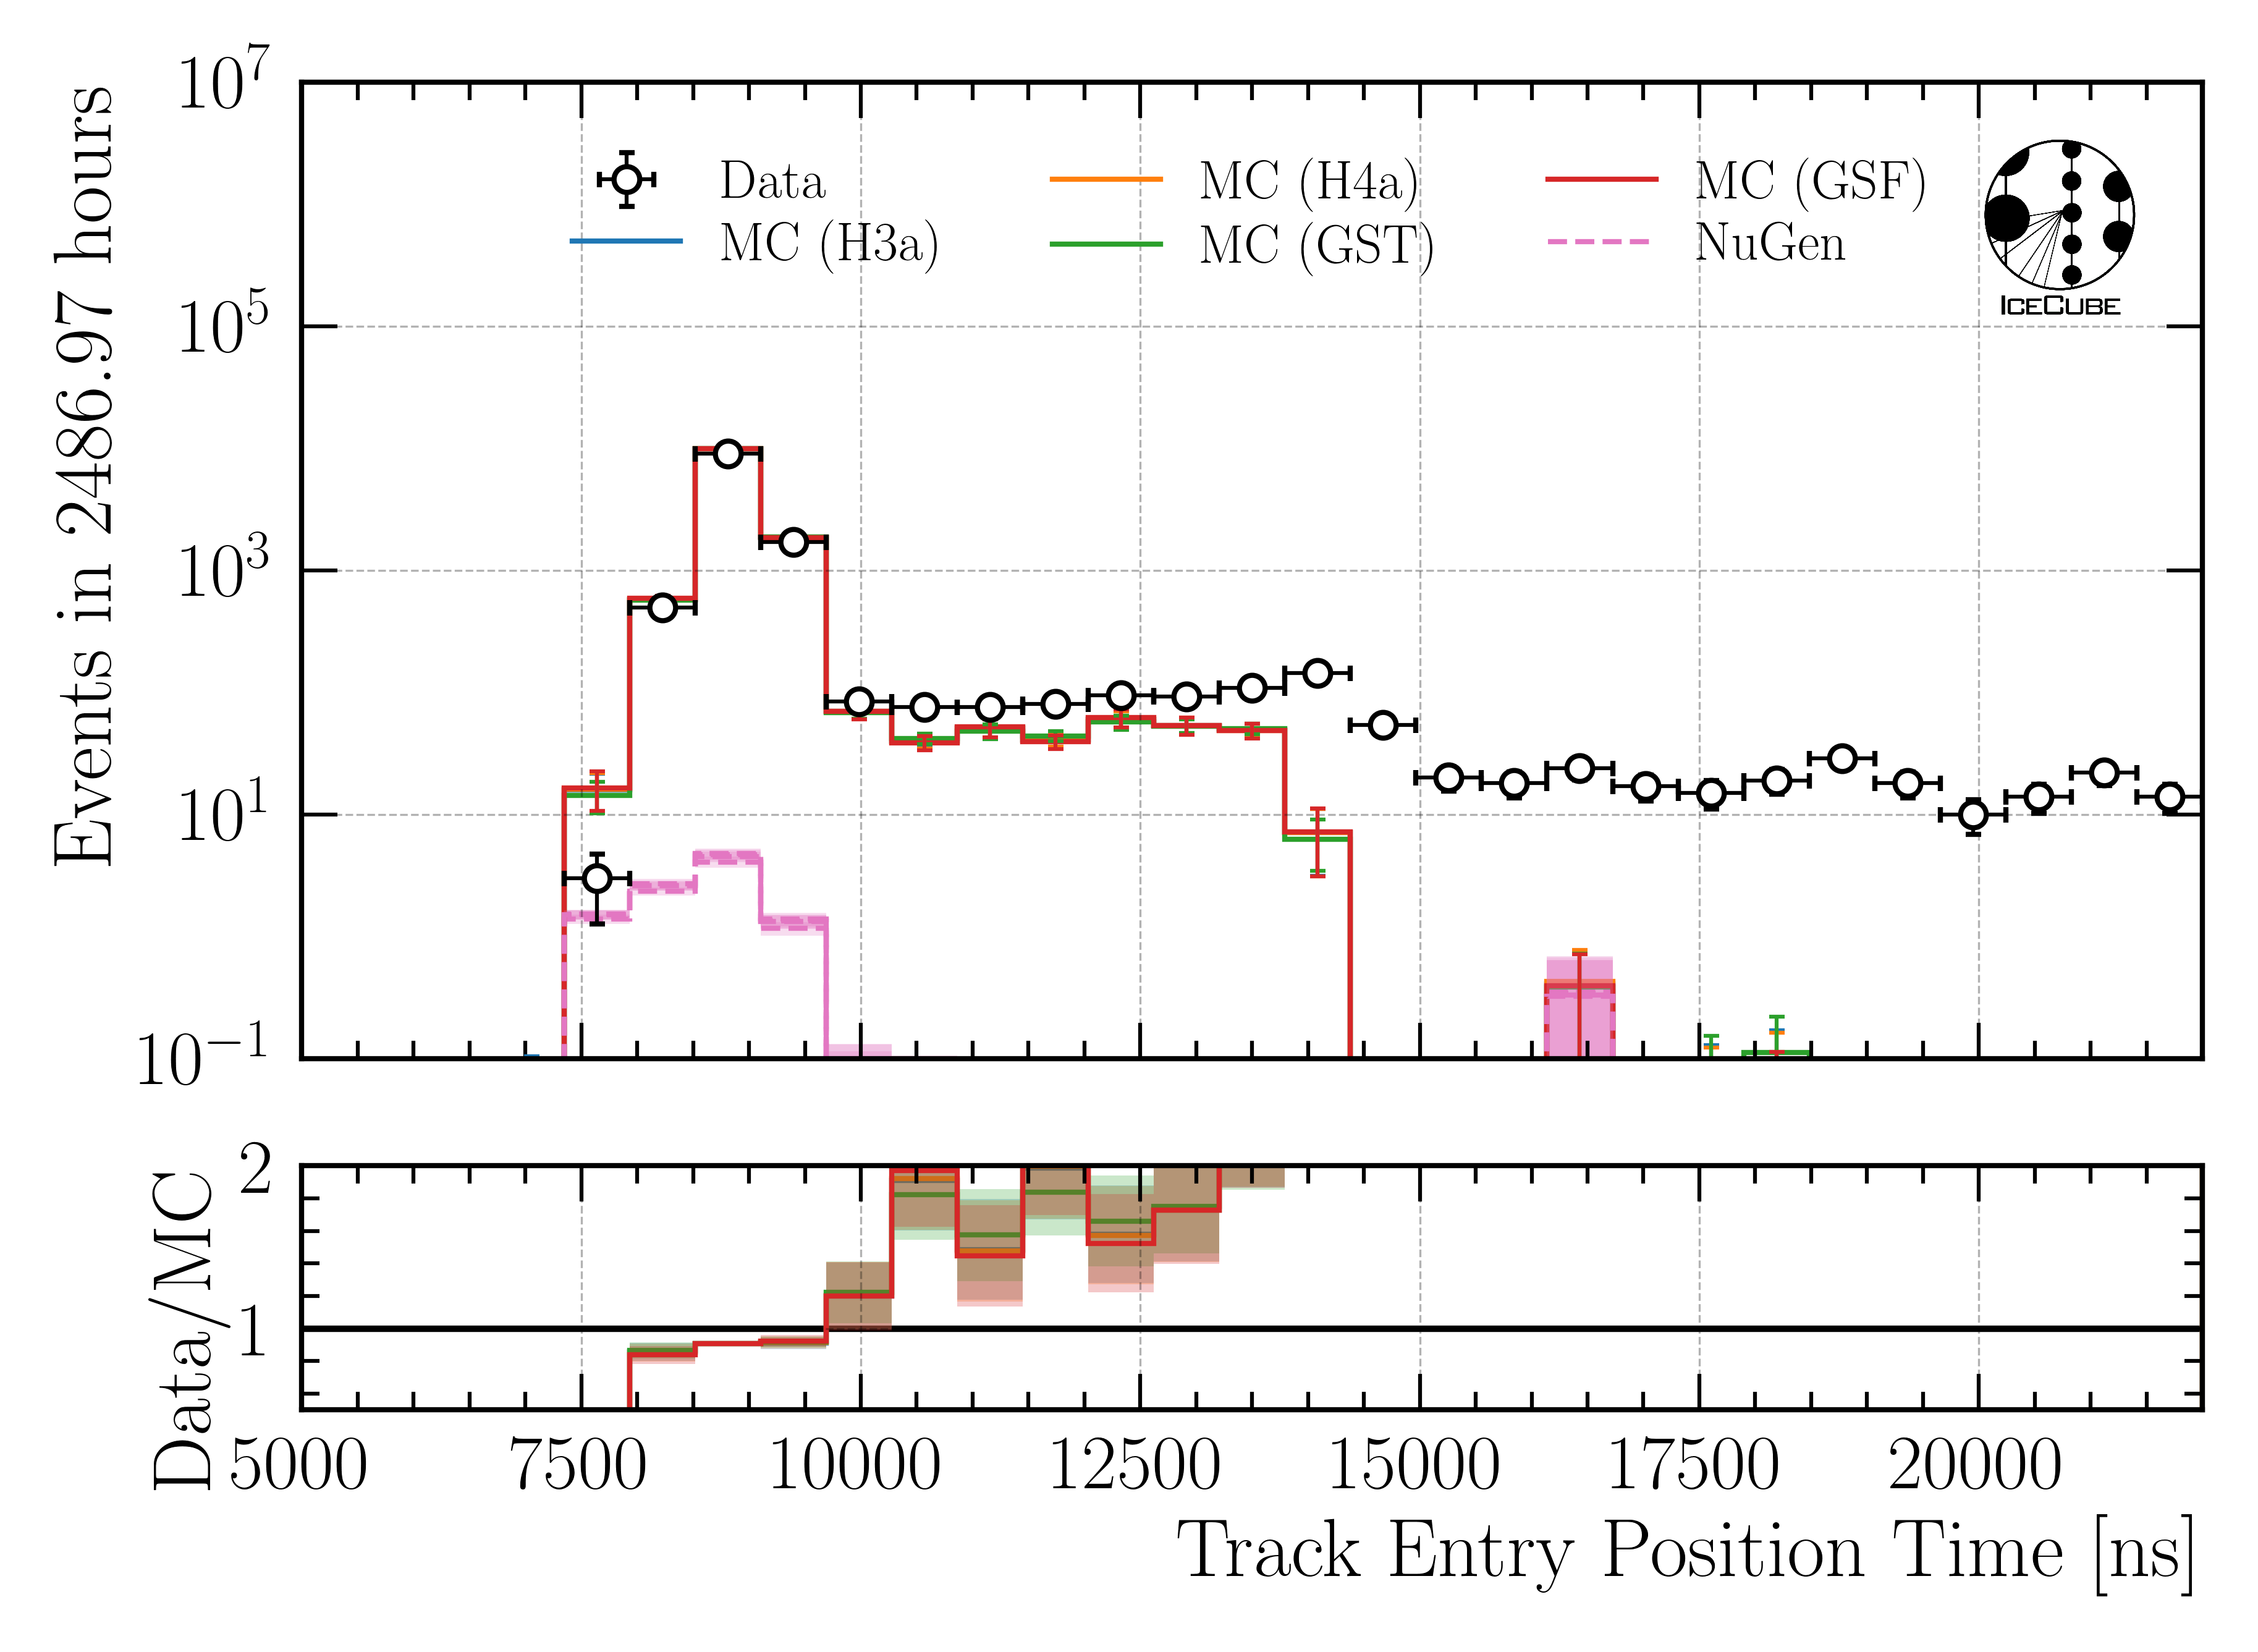 Events in 2486.97 hours
10^7
10^5
10^3
10^1
10^−1
Data
MC (H3a)
MC (H4a)
MC (GST)
MC (GSF)
NuGen
ICECUBE
Data/MC
2
1
5000 7500 10000 12500 15000 17500 20000
Track Entry Position Time [ns]